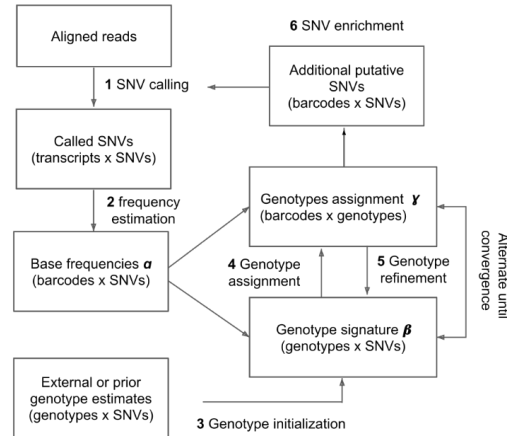 6 SNV enrichment
Aligned reads
Additional putative
SNVs
(barcodes x SNVs)
1 SNV calling
Called SNVs
(transcripts x SNVs)
2 frequency
estimation
Genotypes assignment γ
(barcodes x genotypes)
Base frequencies α
(barcodes x SNVs)
4 Genotype
assignment
5 Genotype
refinement
Alternate until
convergence
Genotype signature β
(genotypes x SNVs)
External or prior
genotype estimates
(genotypes x SNVs)
3 Genotype initialization